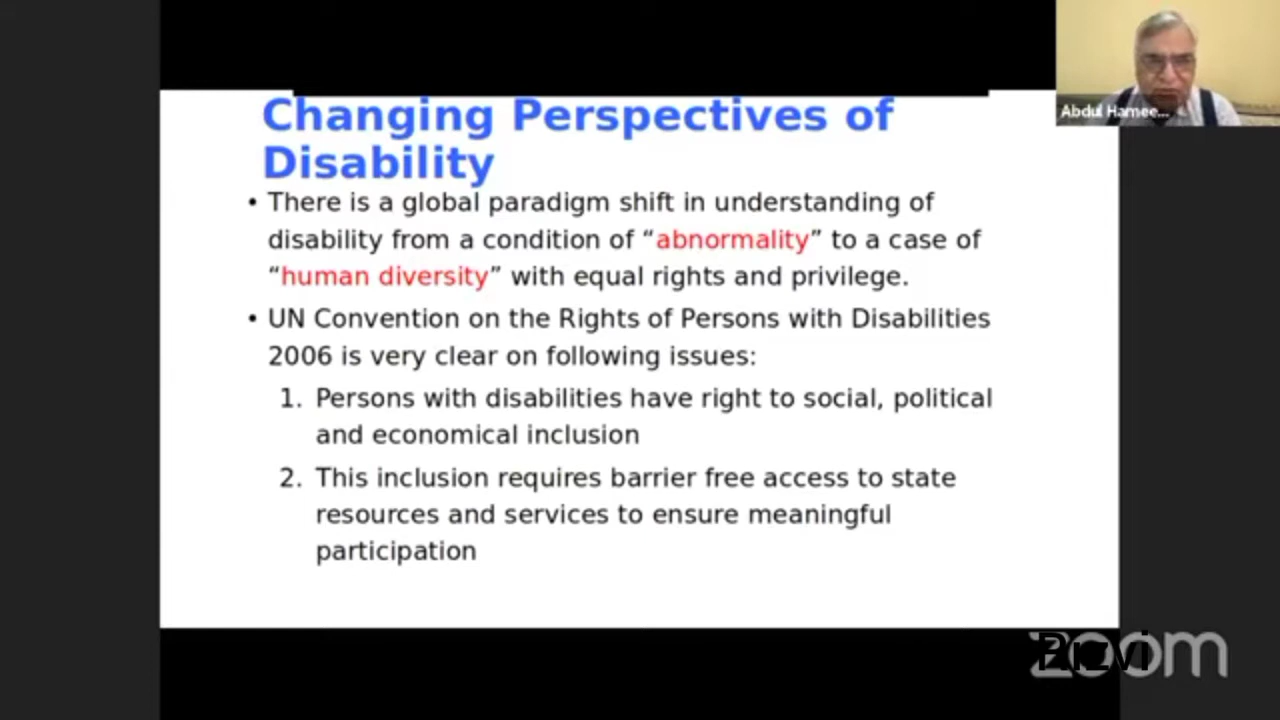 Changing Perspectives of
Disability
• There is a global paradigm shift in understanding of
disability from a condition of “abnormality” to a case of
“human diversity” with equal rights and privilege.
• UN Convention on the Rights of Persons with Disabilities
2006 is very clear on following issues:
1. Persons with disabilities have right to social, political
and economical inclusion
2. This inclusion requires barrier free access to state
resources and services to ensure meaningful
participation
Abdul Hamee...
zoom